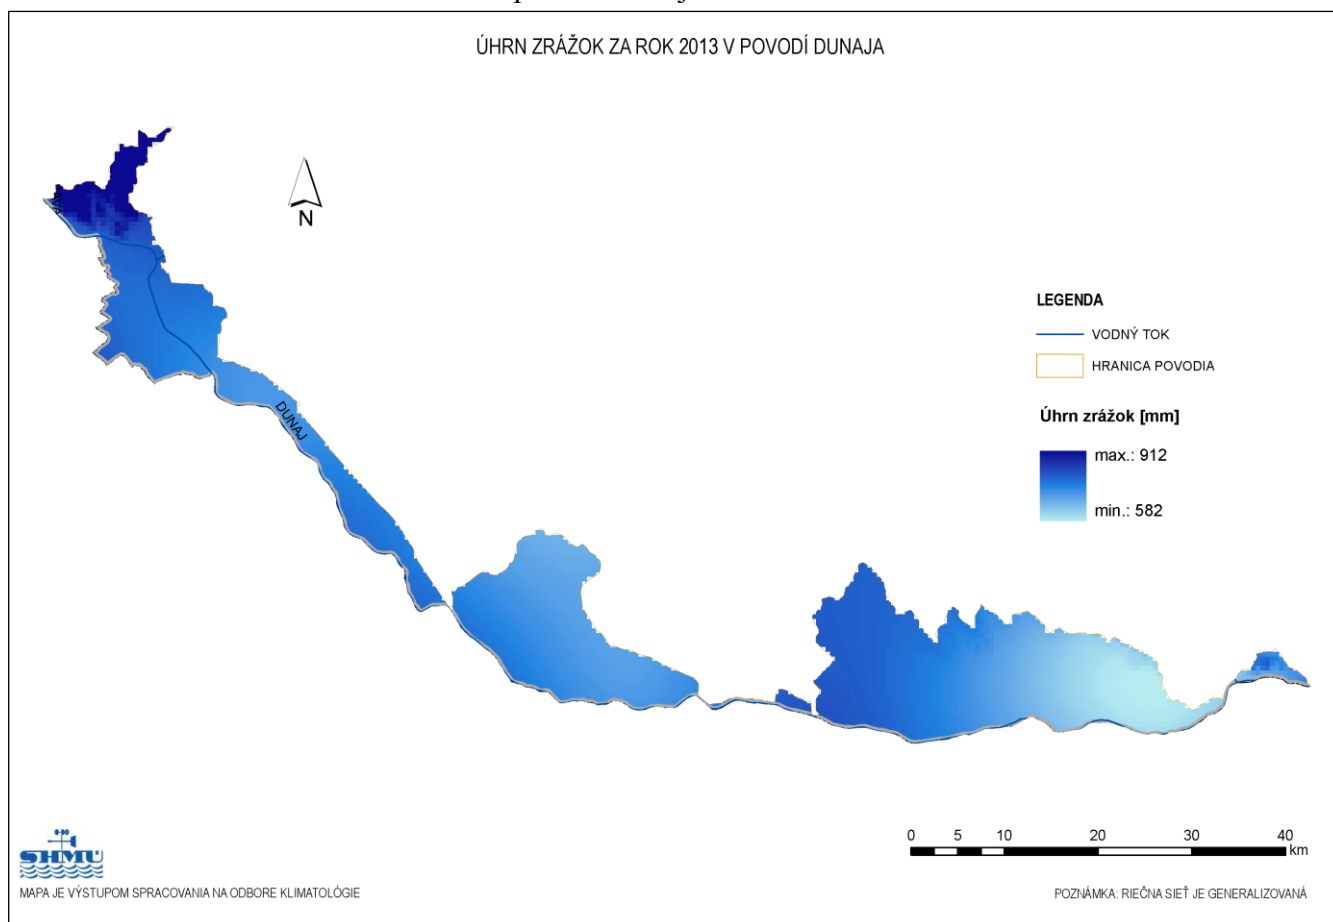 ÚHRN ZRÁŽOK ZA ROK 2013 V POVODÍ DUNAJA
N
DUNAJ
LEGENDA
VODNÝ TOK
HRANICA POVODIA
Úhrn zrážok [mm]
max.: 912
min.: 582
0 5 10 20 30 40
km
SHMÚ
MAPA JE VÝSTUPOM SPRACOVANIA NA ODBORE KLIMATOLÓGIE
POZNÁMKA: RIEČNA SIEŤ JE GENERALIZOVANÁ